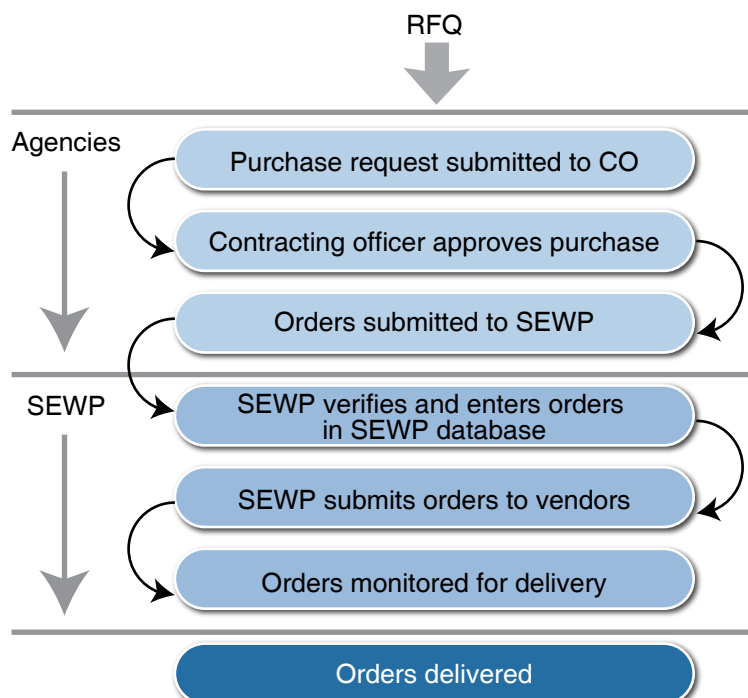 RFQ
Agencies
Purchase request submitted to CO
Contracting officer approves purchase
Orders submitted to SEWP
SEWP
SEWP verifies and enters orders
in SEWP database
SEWP submits orders to vendors
Orders monitored for delivery
Orders delivered